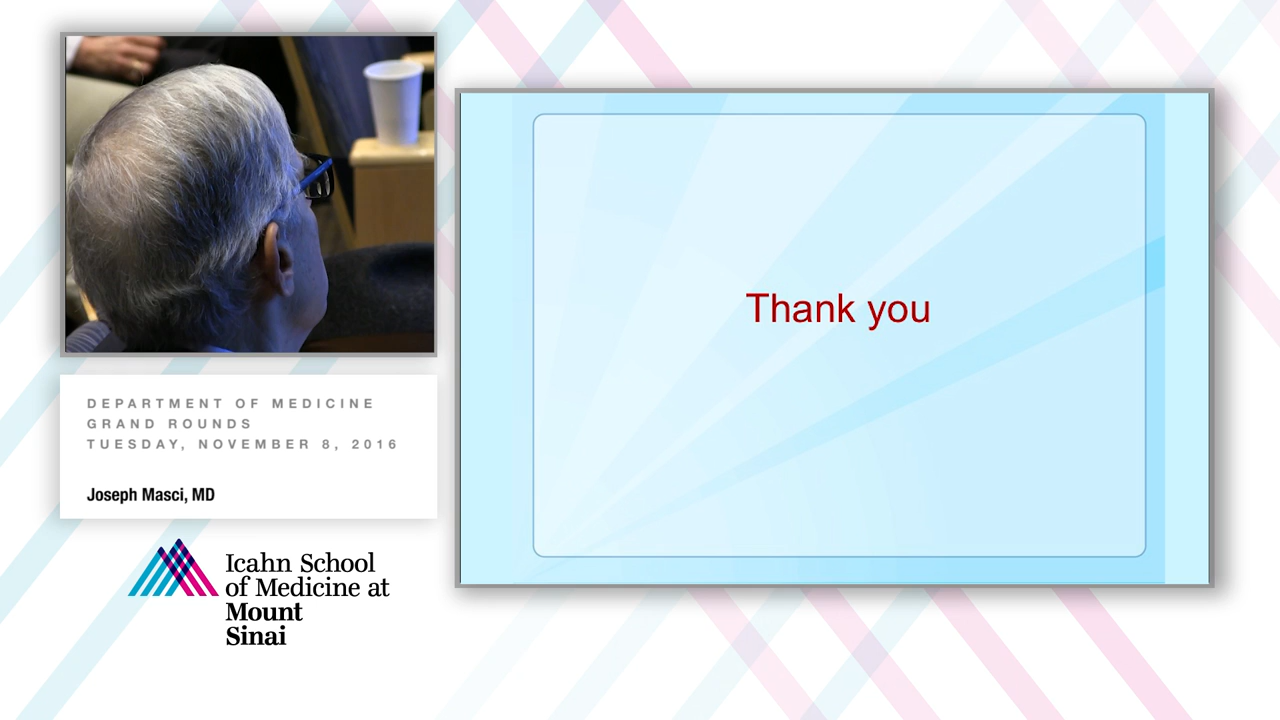 DEPARTMENT OF MEDICINE
GRAND ROUNDS
TUESDAY, NOVEMBER 8, 2016
Joseph Masci, MD
Icahn School
of Medicine at
Mount
Sinai
Thank you